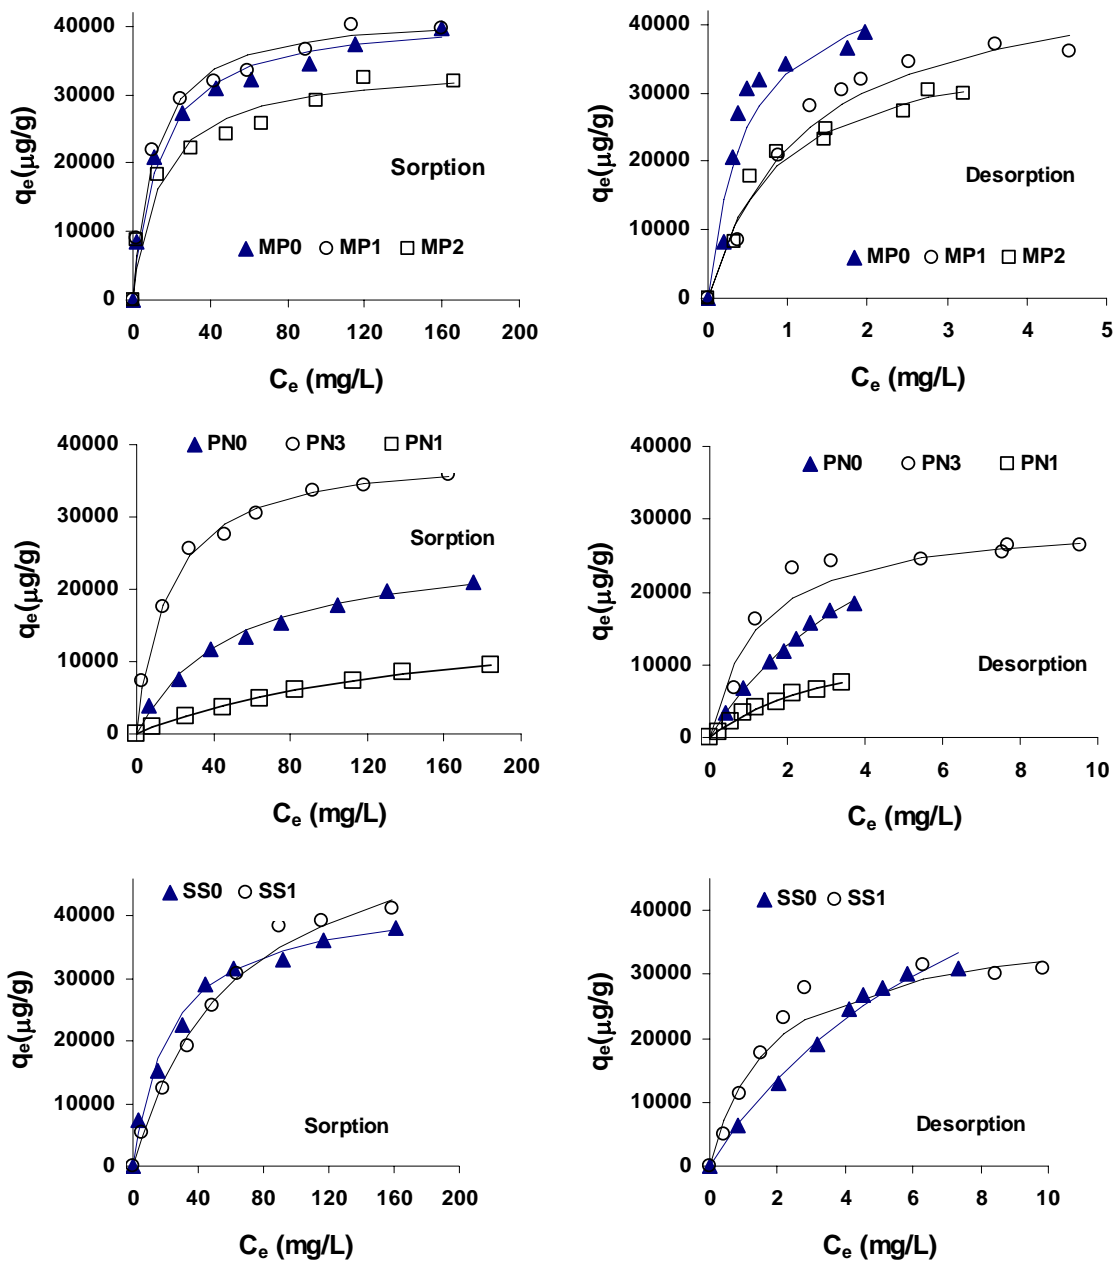 40000
30000
20000
10000
0
qe(µg/g)
Sorption
MP0 MP1 MP2
0 40 80 120 160 200
Ce (mg/L)
40000
30000
20000
10000
0
qe(µg/g)
Desorption
MP0 MP1 MP2
0 1 2 3 4 5
Ce (mg/L)
PN0 PN3 PN1
40000
30000
20000
10000
0
qe(µg/g)
Sorption
0 40 80 120 160 200
Ce (mg/L)
PN0 PN3 PN1
40000
30000
20000
10000
0
qe(µg/g)
Desorption
0 2 4 6 8 10
Ce (mg/L)
SS0 SS1
40000
30000
20000
10000
0
qe(µg/g)
Sorption
0 40 80 120 160 200
Ce (mg/L)
SS0 SS1
40000
30000
20000
10000
0
qe(µg/g)
Desorption
0 2 4 6 8 10
Ce (mg/L)